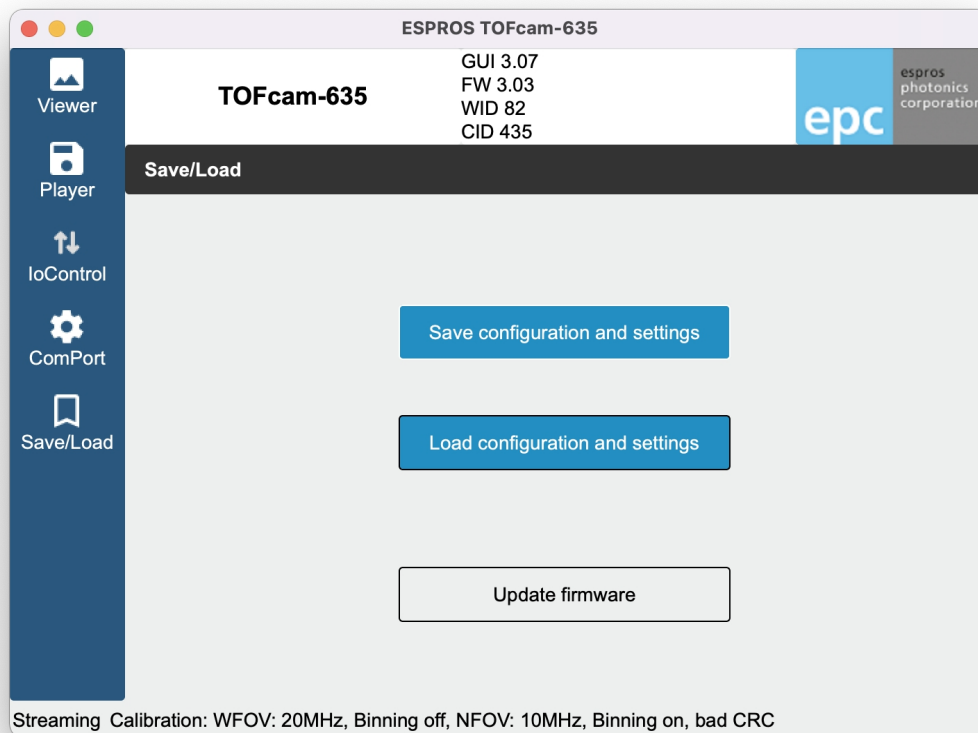 ESPROS TOFcam-635
Viewer
Player
IoControl
ComPort
Save/Load
TOFcam-635
GUI 3.07
FW 3.03
WID 82
CID 435
epc
espros
photonics
corporation
Save/Load
Save configuration and settings
Load configuration and settings
Update firmware
Streaming Calibration: WFOV: 20MHz, Binning off, NFOV: 10MHz, Binning on, bad CRC